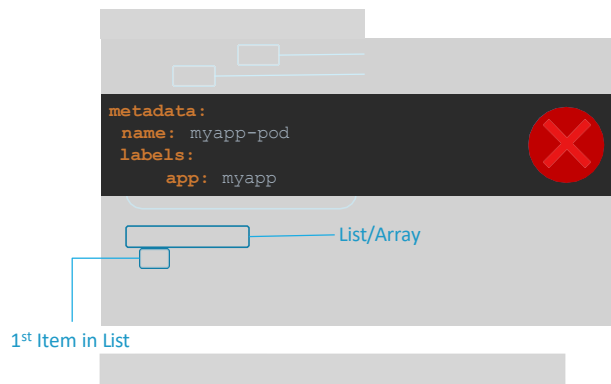 metadata:
 name: myapp-pod
 labels:
     app: myapp
List/Array
1st Item in List